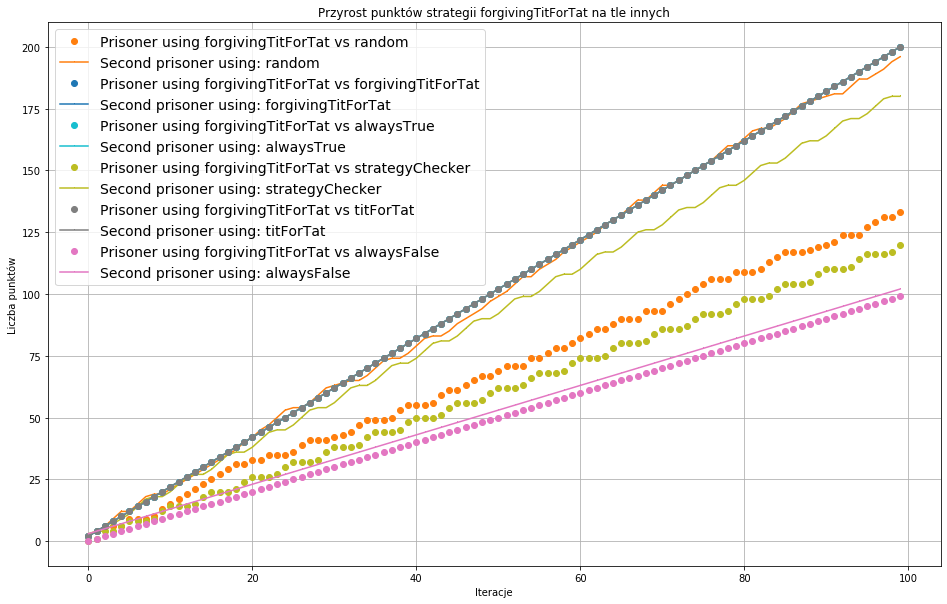 Przyrost punktów strategii forgivingTitForTat na tle innych
Prisoner using forgivingTitForTat vs random
Second prisoner using: random
Prisoner using forgivingTitForTat vs forgivingTitForTat
Second prisoner using: forgivingTitForTat
Prisoner using forgivingTitForTat vs alwaysTrue
Second prisoner using: alwaysTrue
Prisoner using forgivingTitForTat vs strategyChecker
Second prisoner using: strategyChecker
Prisoner using forgivingTitForTat vs titForTat
Second prisoner using: titForTat
Prisoner using forgivingTitForTat vs alwaysFalse
Second prisoner using: alwaysFalse
Liczba punktów
200
175
150
125
100
75
50
25
0
0 20 40 60 80 100
Iteracje